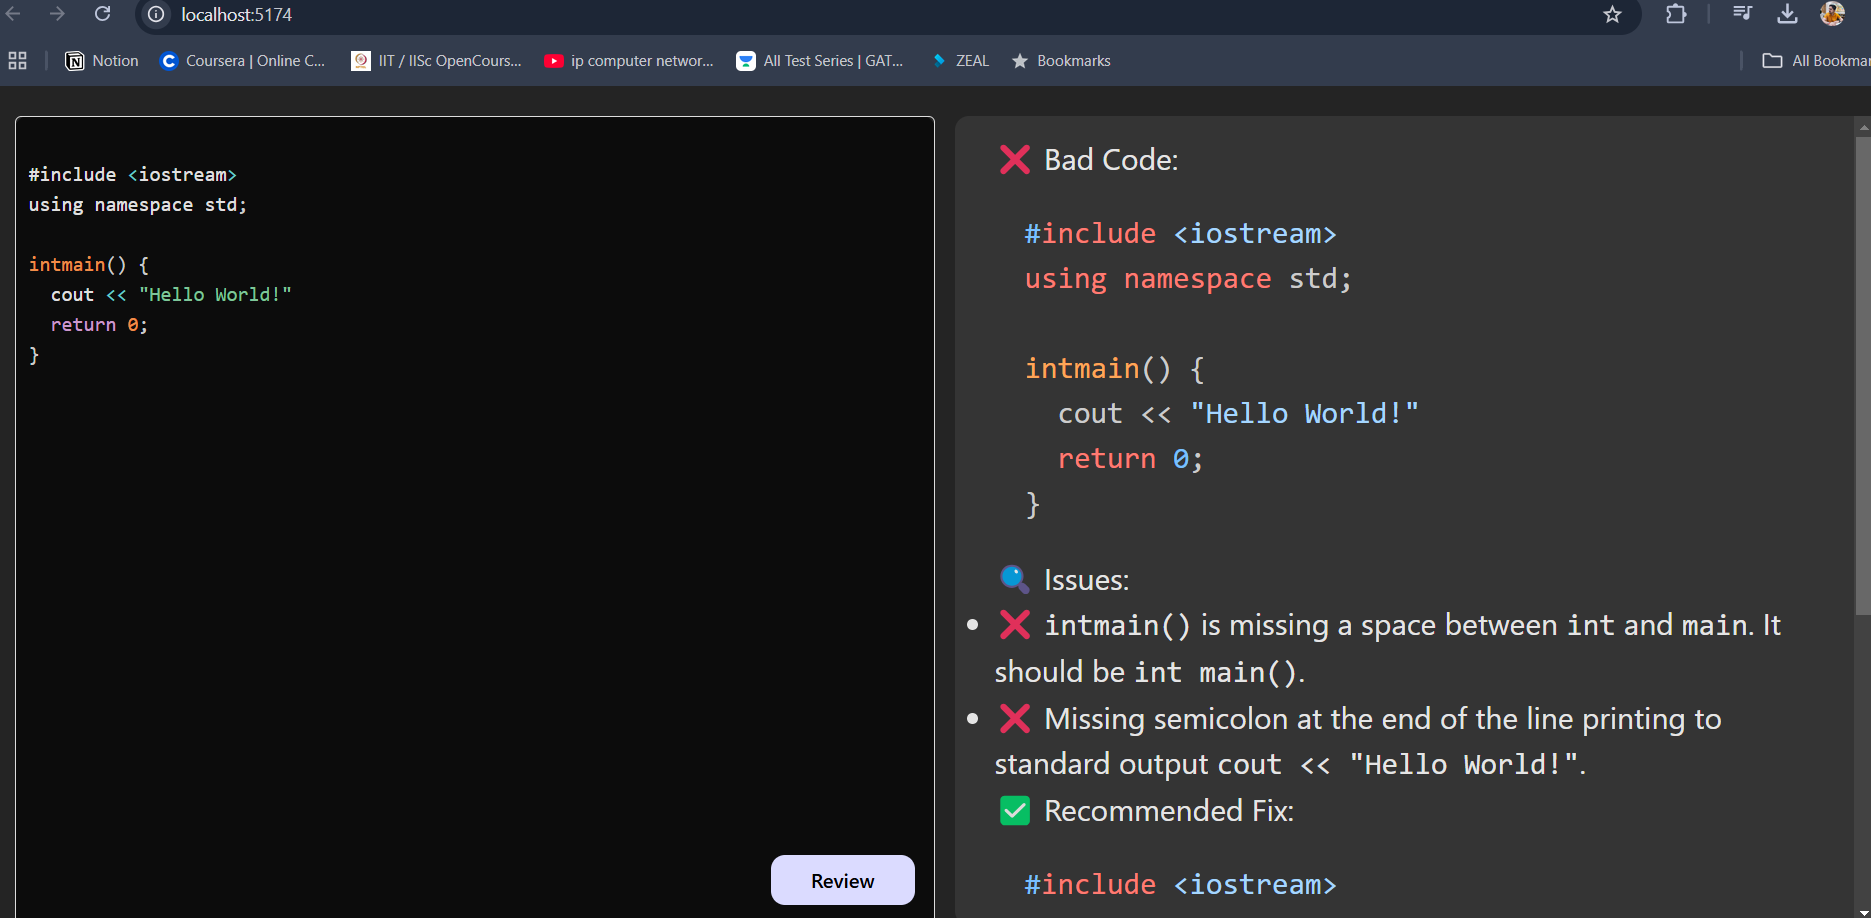 localhost:5174
Notion
Coursera | Online C...
IIT / IISc OpenCours...
ip computer networ...
All Test Series | GAT...
ZEAL
Bookmarks
All Bookmar
#include <iostream>
using namespace std;
intmain() {
cout << "Hello World!"
return 0;
}
Review
Bad Code:
#include <iostream>
using namespace std;
intmain() {
cout << "Hello World!"
return 0;
}
Issues:
intmain() is missing a space between int and main. It
should be int main().
Missing semicolon at the end of the line printing to
standard output cout << "Hello World!".
Recommended Fix:
#include <iostream>